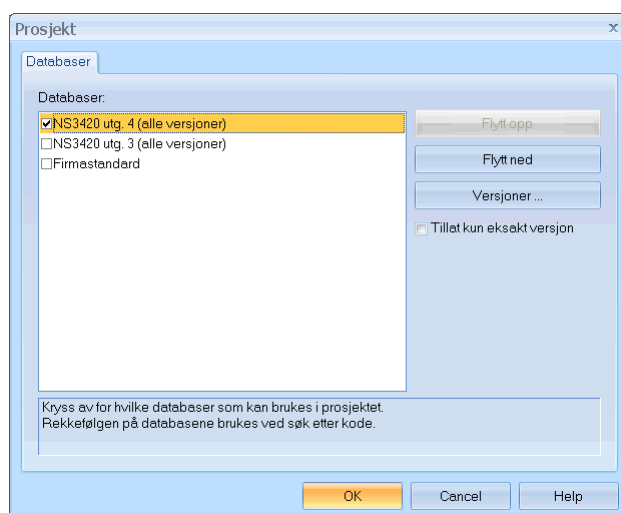 Prosjekt
x
Databaser
Databaser:
NS3420 utg. 4 (alle versjoner)
NS3420 utg. 3 (alle versjoner)
Firmastandard
Flytt opp
Flytt ned
Versjoner ...
Tillat kun eksakt versjon
Kryss av for hvilke databaser som kan brukes i prosjektet.
Rekkefølgen på databasene brukes ved søk etter kode.
OK
Cancel
Help